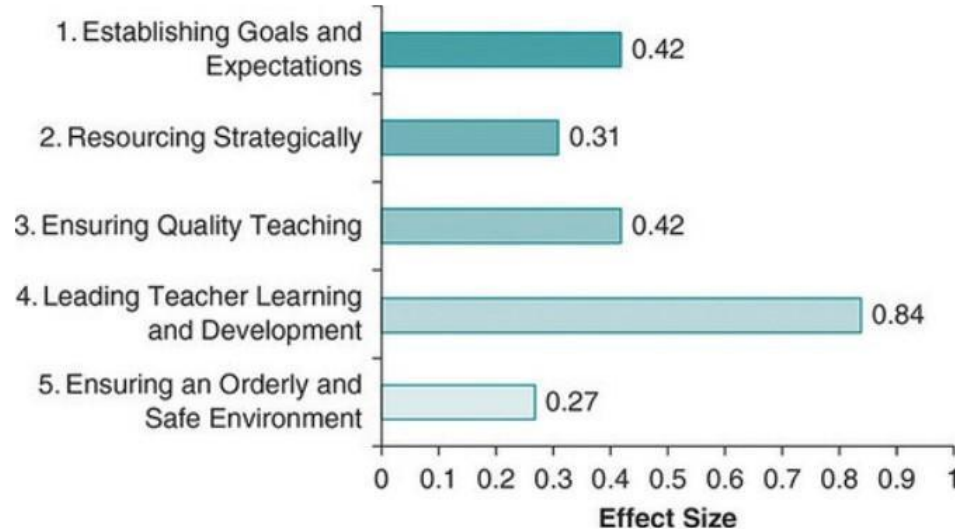 1. Establishing Goals and
Expectations
0.42
2. Resourcing Strategically
0.31
3. Ensuring Quality Teaching
0.42
4. Leading Teacher Learning
and Development
0.84
5. Ensuring an Orderly and
Safe Environment
0.27
0 0.1 0.2 0.3 0.4 0.5 0.6 0.7 0.8 0.9 1
Effect Size